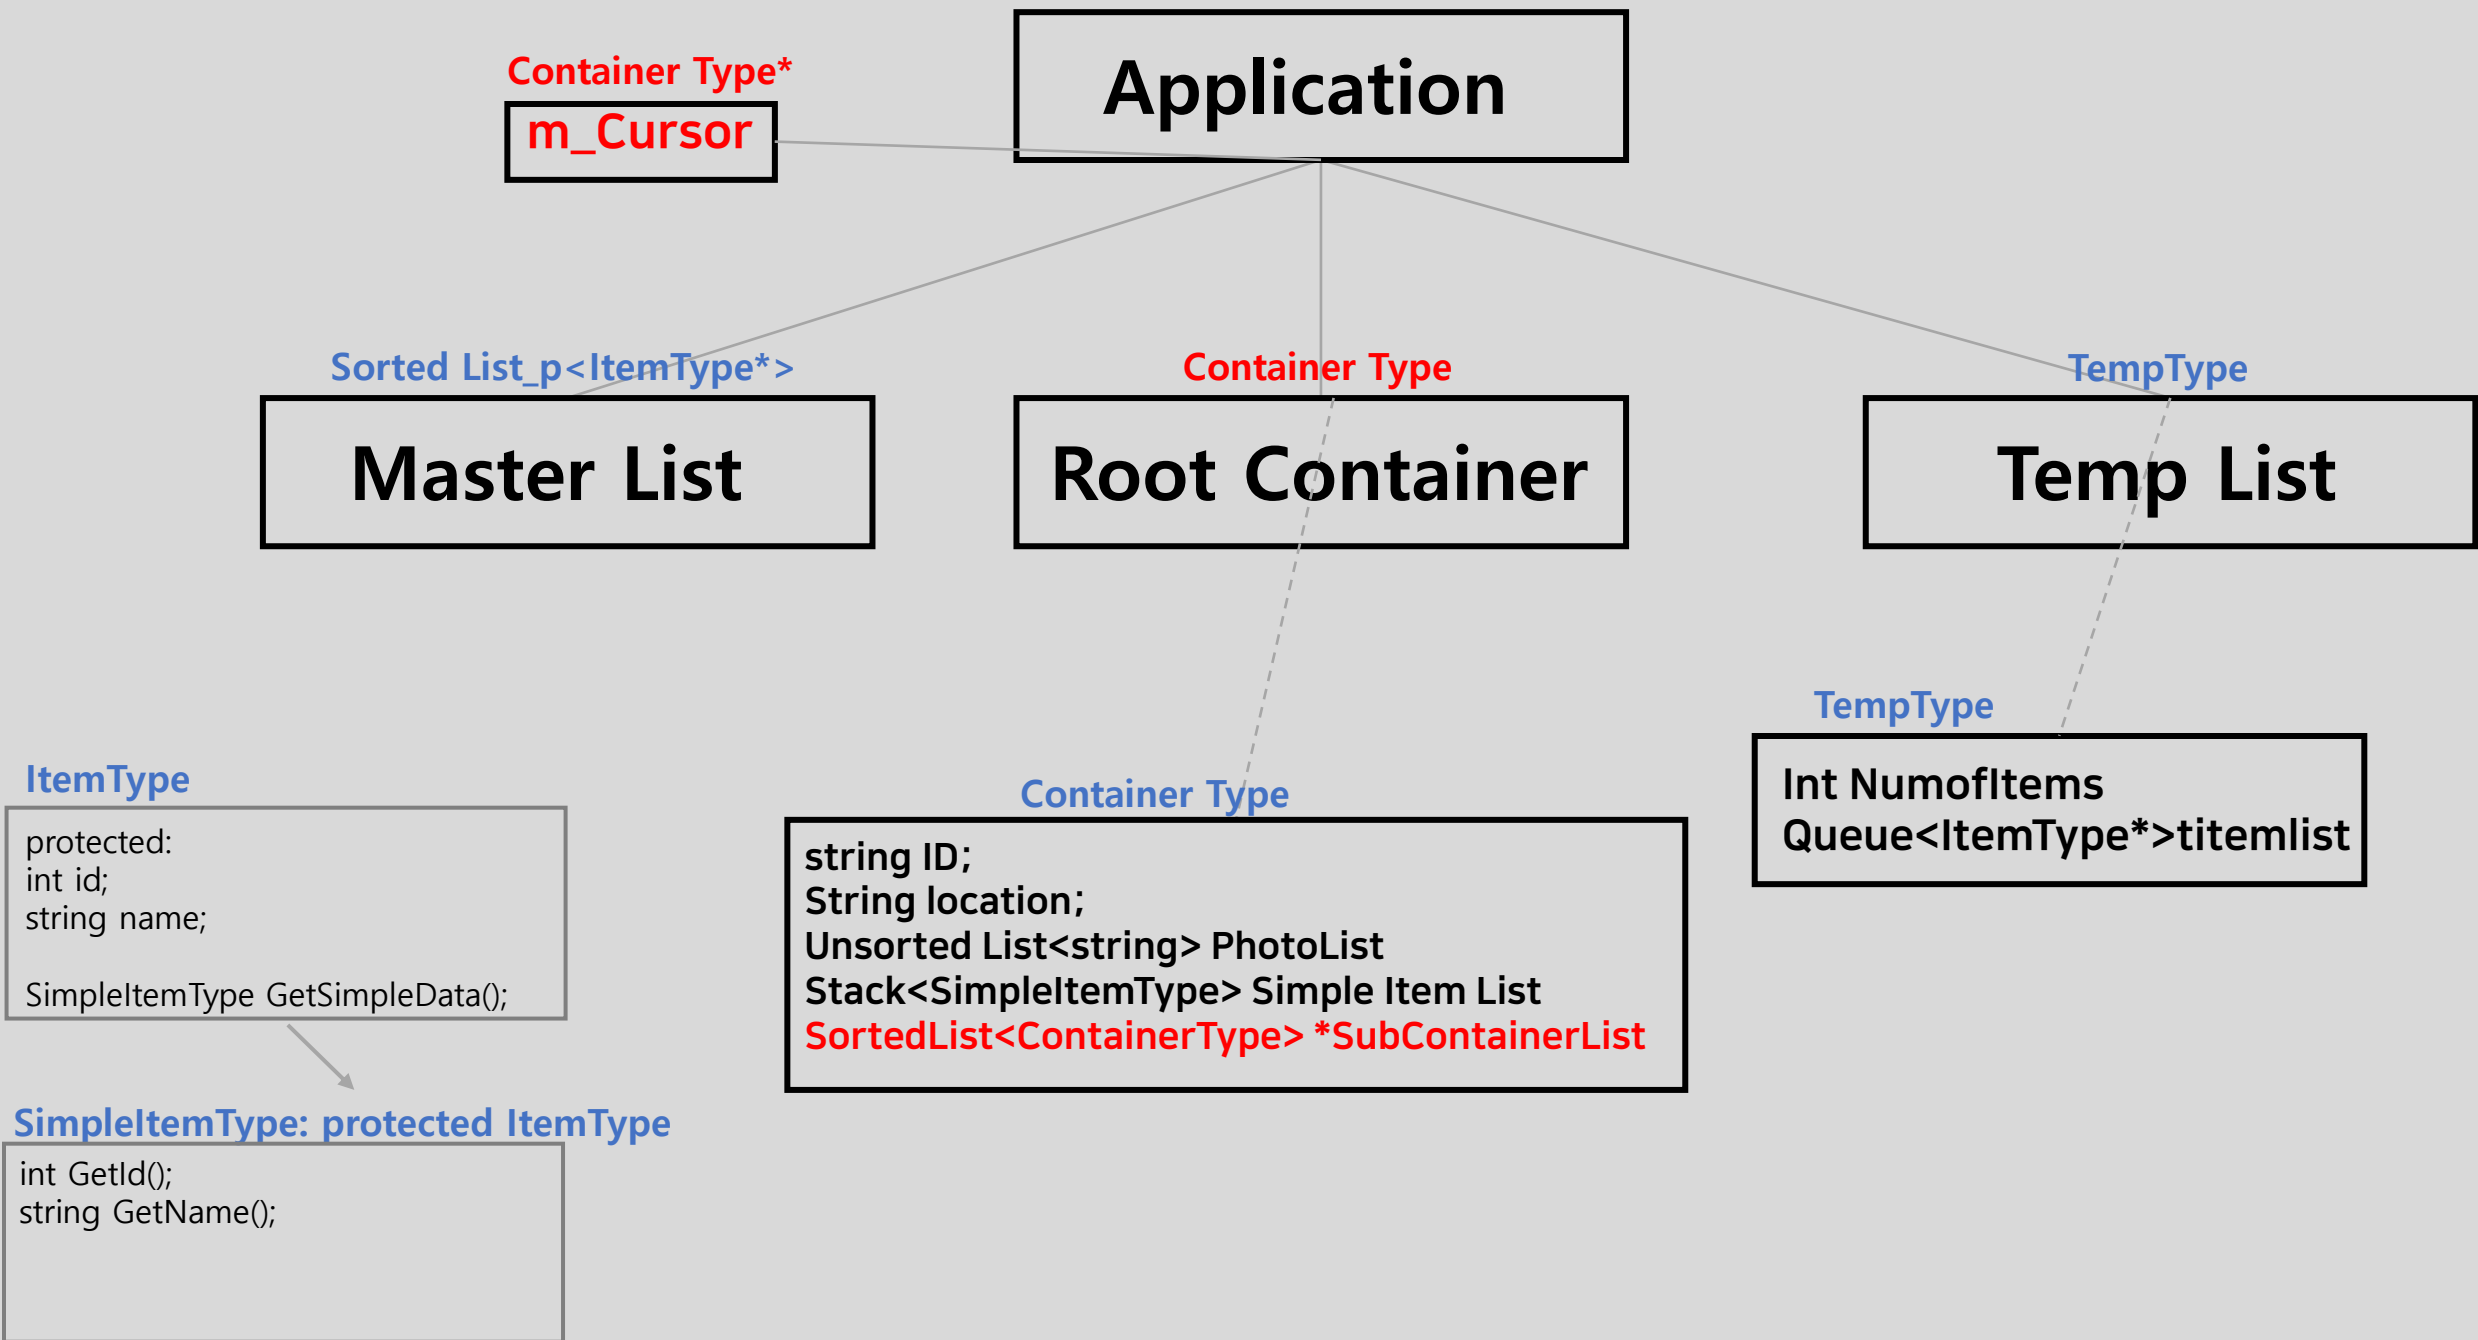 Application
Container Type*
m_Cursor
Sorted List_p<ItemType*>
Master List
Container Type
Root Container
TempType
Temp List
ItemType
protected:
int id;
string name;
SimpleItemType GetSimpleData();
SimpleItemType: protected ItemType
int GetId();
string GetName();
Container Type
string ID;
String location;
Unsorted List<string> PhotoList
Stack<SimpleItemType> Simple Item List
SortedList<ContainerType> *SubContainerList
TempType
Int NumofItems
Queue<ItemType*>titemlist